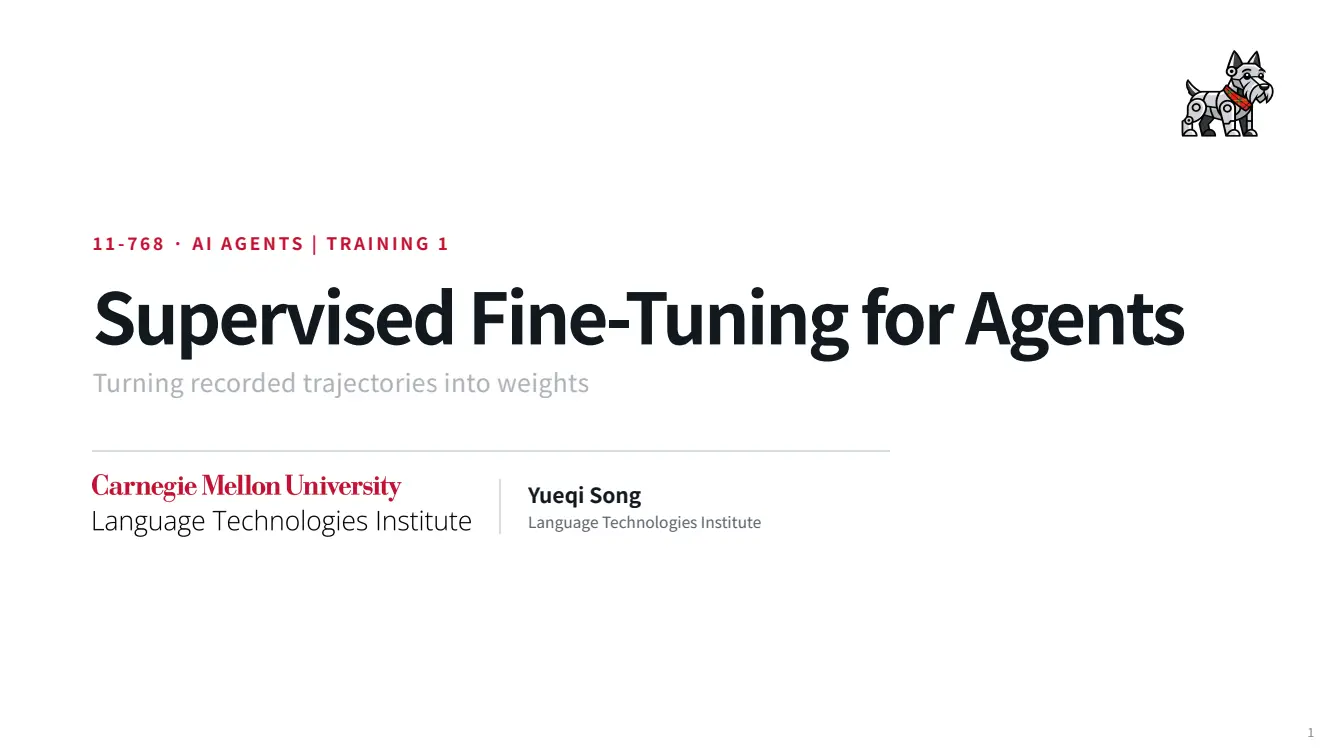 11-768 · AI AGENTS | TRAINING 1
Supervised Fine-Tuning for Agents
Turning recorded trajectories into weights
Carnegie Mellon University
Language Technologies Institute
Yueqi Song
Language Technologies Institute
1